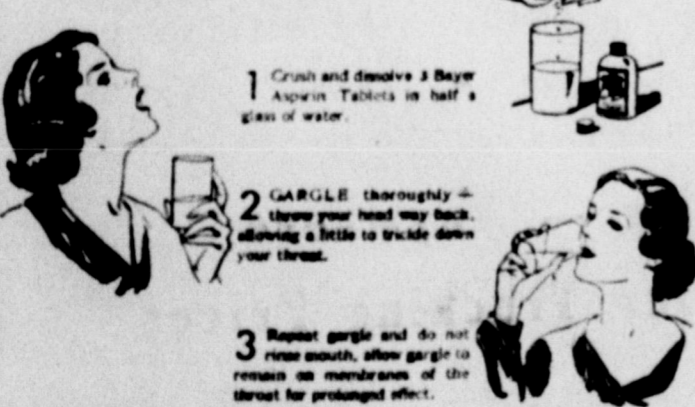 1 Crush and dissolve 3 Bayer
Aspirin Tablets in half a
glass of water.
2 GARGLE thoroughly —
throw your head way back,
allowing a little to trickle down
your throat.
3 Repeat gargle and do not
rinse mouth, allow gargle to
remain on membranes of the
throat for prolonged effect.